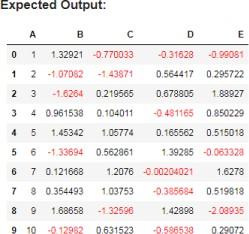 Expected Output:
A B C D E
0 1 1.32921 -0.770033 -0.31628 -0.99081
1 2 -1.07082 -1.43871 0.564417 0.295722
2 3 -1.6264 0.219565 0.678805 1.88927
3 4 0.961538 0.104011 -0.481165 0.850229
4 5 1.45342 1.05774 0.165562 0.515018
5 6 -1.33694 0.562861 1.39285 -0.063328
6 7 0.121668 1.2076 -0.00204021 1.6278
7 8 0.354493 1.03753 -0.385684 0.519818
8 9 1.68658 -1.32596 1.42898 -2.08935
9 10 -0.12982 0.631523 -0.586538 0.29072